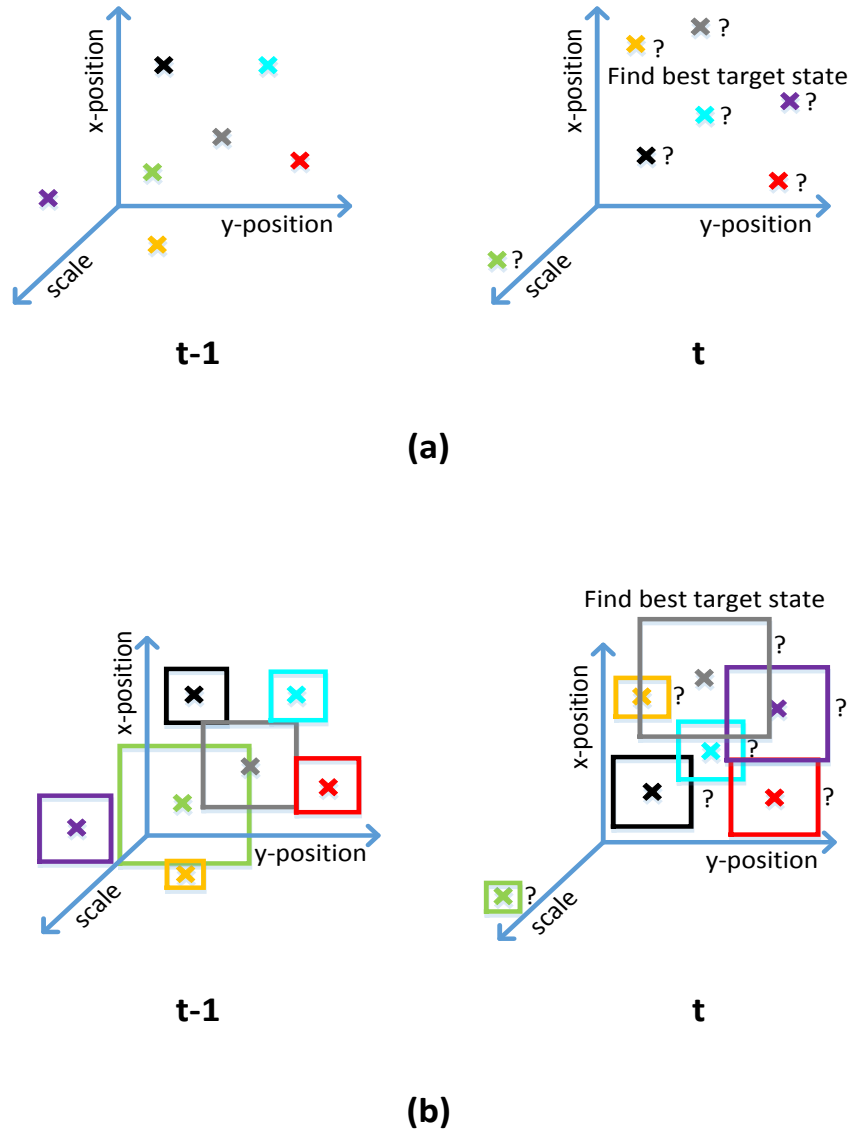 x-position
y-position
scale
t-1
?
?
Find best target state
?
?
?
?
?
x-position
y-position
scale
t
(a)
x-position
y-position
scale
t-1
Find best target state
?
?
?
?
?
?
?
x-position
y-position
scale
t
(b)